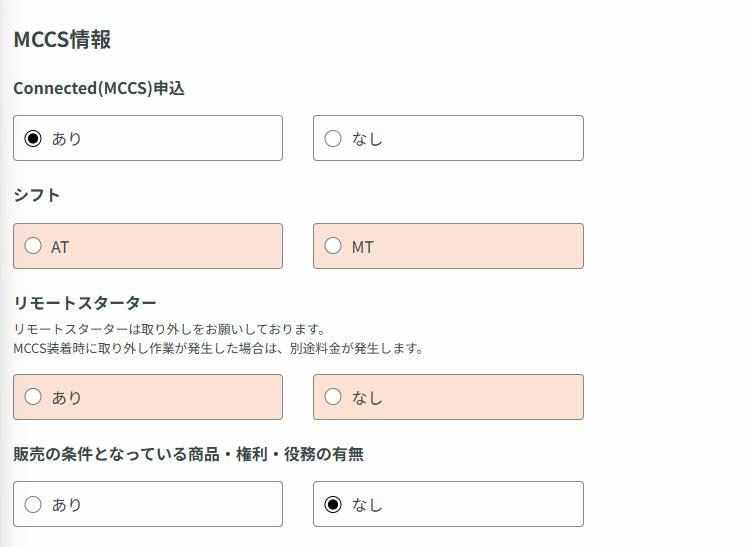 MCCS情報
Connected(MCCS)申込
あり
なし
シフト
AT
MT
リモートスターター
リモートスターターは取り外しをお願いしております。
MCCS装着時に取り外し作業が発生した場合は、別途料金が発生します。
あり
なし
販売の条件となっている商品・権利・役務の有無
あり
なし